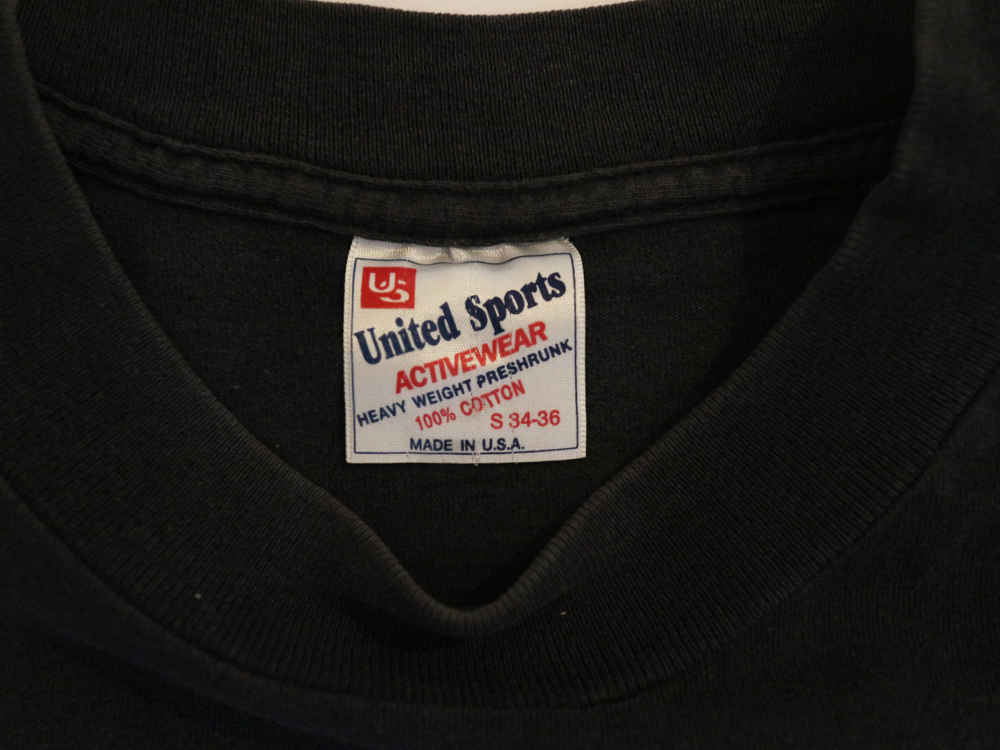 US
United Sports
ACTIVEWEAR
HEAVY WEIGHT PRESHRUNK
100% COTTON
S 34-36
MADE IN U.S.A.